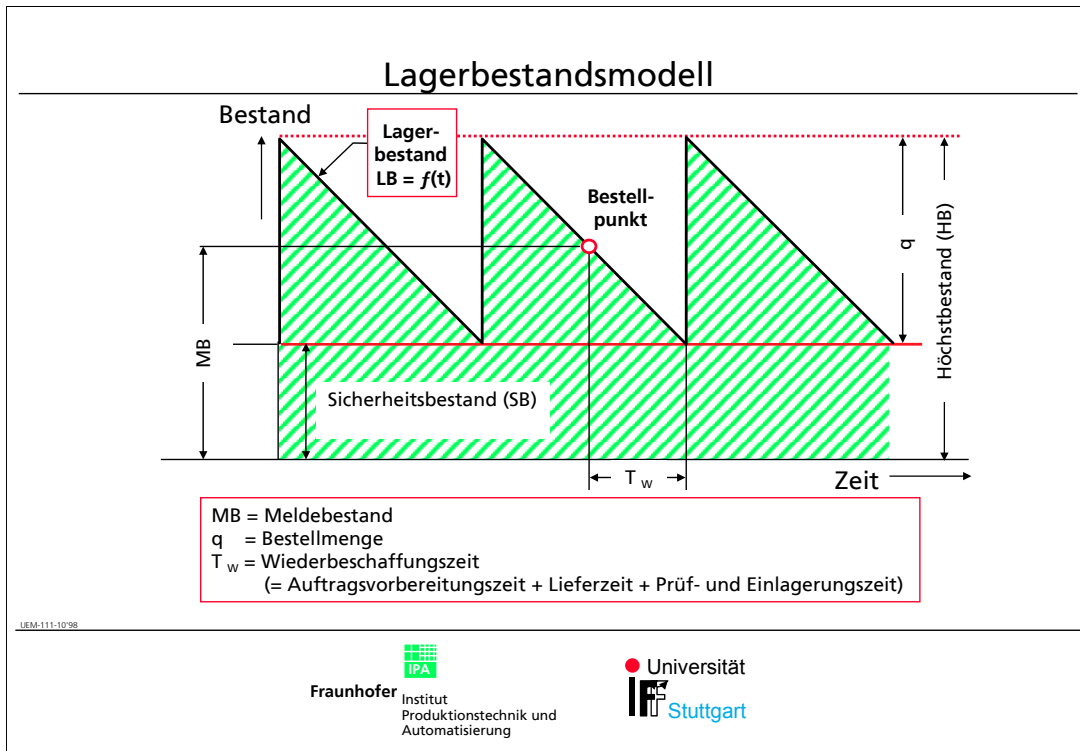 Lagerbestandsmodell
Bestand
Lager-
bestand
LB = f(t)
Bestell-
punkt
q
Höchstbestand (HB)
MB
Sicherheitsbestand (SB)
T w
Zeit
MB = Meldebestand
q = Bestellmenge
T w = Wiederbeschaffungszeit
(= Auftragsvorbereitungszeit + Lieferzeit + Prüf- und Einlagerungszeit)
UEM-111-10'98
IPA
Fraunhofer Institut
Produktionstechnik und
Automatisierung
Universität
IFF
Stuttgart